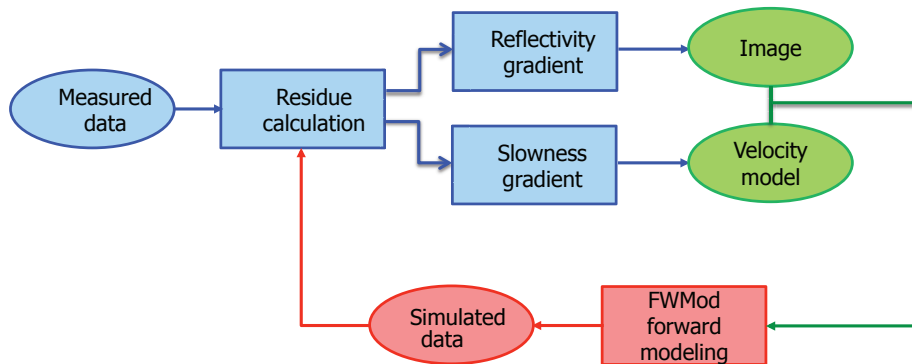 Measured
data
Residue
calculation
Reflectivity
gradient
Image
Slowness
gradient
Velocity
model
Simulated
data
FWMod
forward
modeling